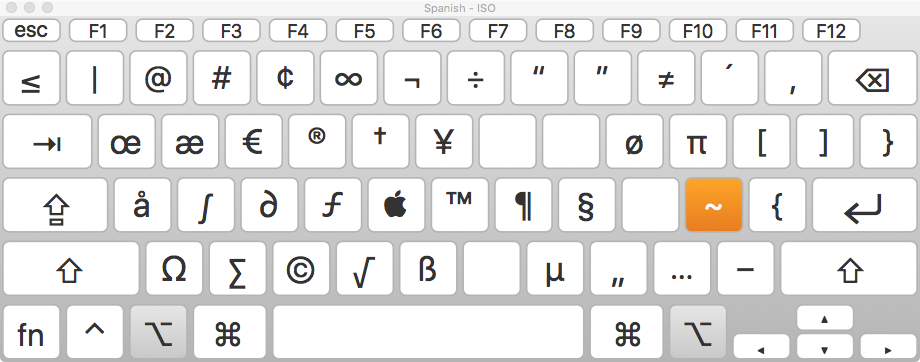 Spanish - ISO
esc F1 F2 F3 F4 F5 F6 F7 F8 F9 F10 F11 F12
≤ | @ # ¢ ∞ ¬ ÷ “ ” ≠ ´ ‚ ⌫
⇥ œ æ € ® † ¥ ø π [ ] }
⇪ å ∫ ∂ ƒ  ™ ¶ § ~ { ↵
⇧ Ω ∑ © √ ß µ „ … – ⇧
fn ⌃ ⌥ ⌘ ⌘ ⌥ ◂ ▴ ▾ ▸